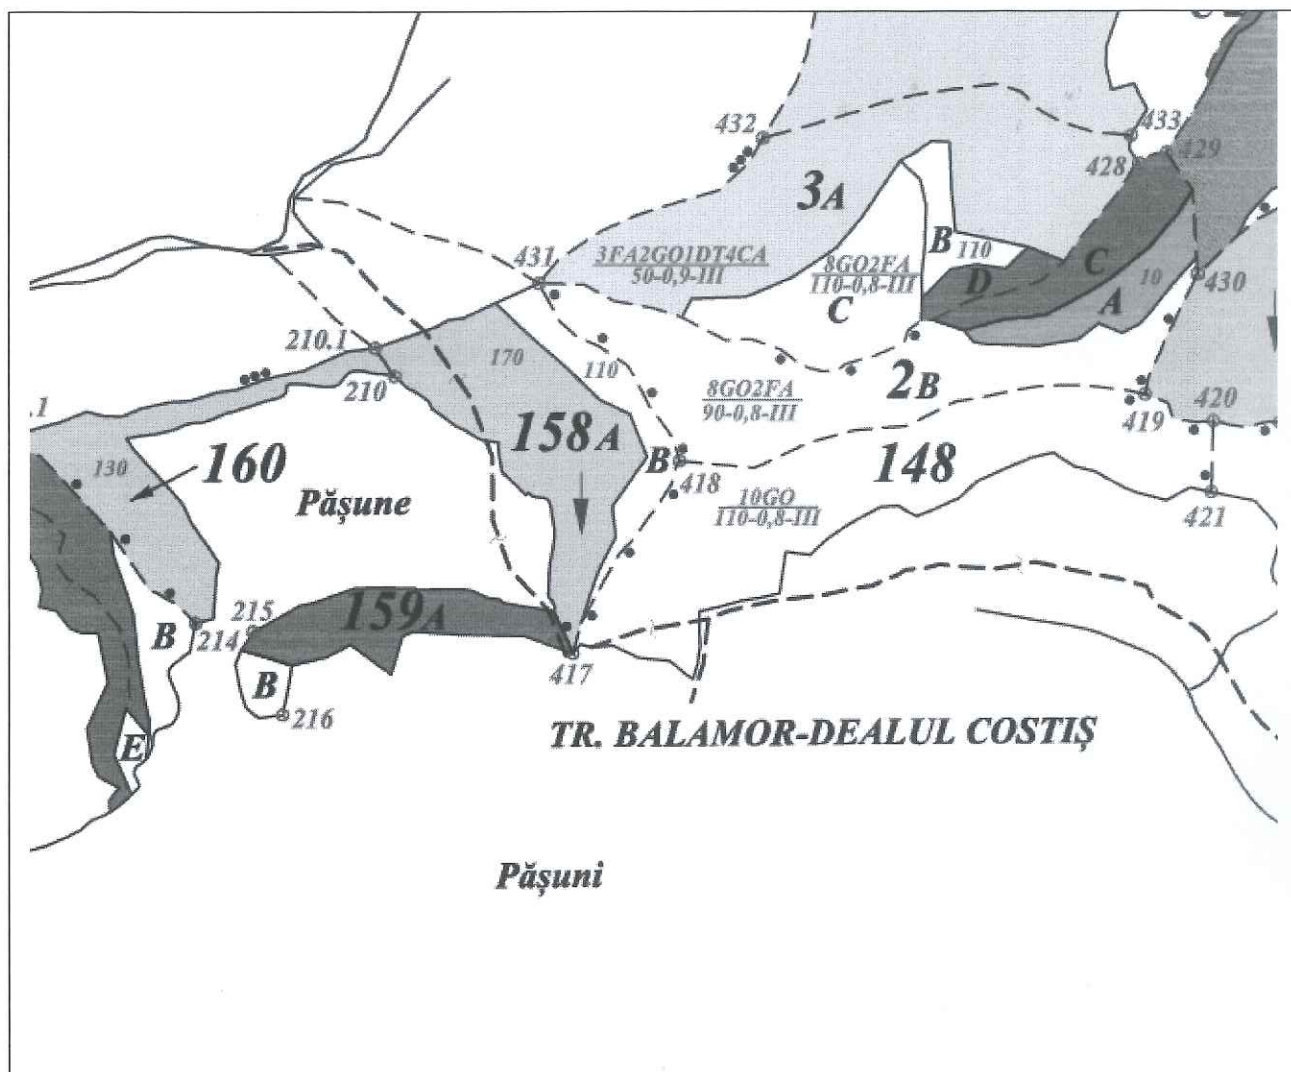 432
433
429
428
3A
B
110
431
3FA2GO1DT4CA
50-0,9-III
8GO2FA
110-0,8-III
C
D
C
10
A
430
210.1
170
110
210
8GO2FA
90-0,8-III
2B
.1
419
420
130
160
158A
B
418
148
Pășune
10GO
110-0,8-III
421
B
214
215
159A
417
B
216
E
TR. BALAMOR-DEALUL COSTIȘ
Pășuni